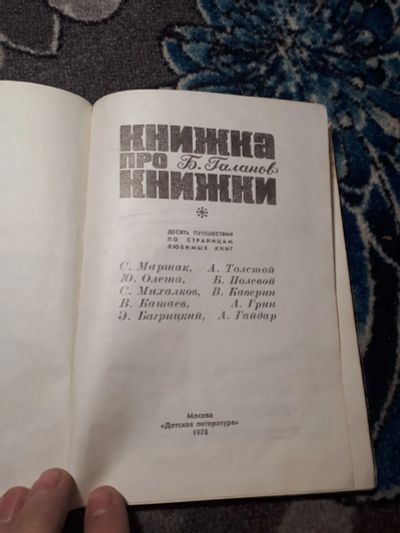 КНИЖКА
ПРО Б. Галанов
КНИЖКИ
ДЕСЯТЬ ПУТЕШЕСТВИЙ
ПО СТРАНИЦАМ
ЛЮБИМЫХ КНИГ
С. Маршак, А. Толстой
Ю. Олеша, Б. Полевой
С. Михалков, В. Каверин
В. Катаев, А. Грин
Э. Багрицкий, А. Гайдар
Москва
«Детская литература»
1978